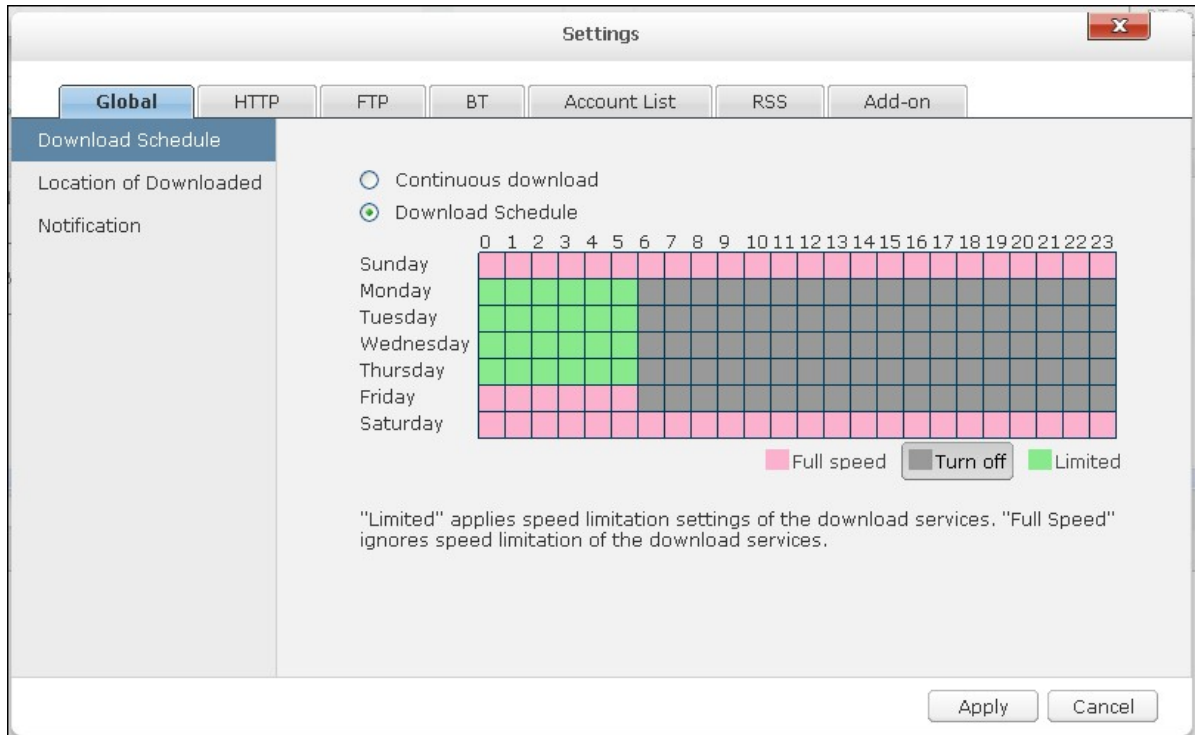 Settings
x
Global HTTP FTP BT Account List RSS Add-on
Download Schedule
Location of Downloaded
Notification
Continuous download
Download Schedule
0 1 2 3 4 5 6 7 8 9 10 11 12 13 14 15 16 17 18 19 20 21 22 23
Sunday
Monday
Tuesday
Wednesday
Thursday
Friday
Saturday
Full speed Turn off Limited
"Limited" applies speed limitation settings of the download services. "Full Speed"
ignores speed limitation of the download services.
Apply Cancel